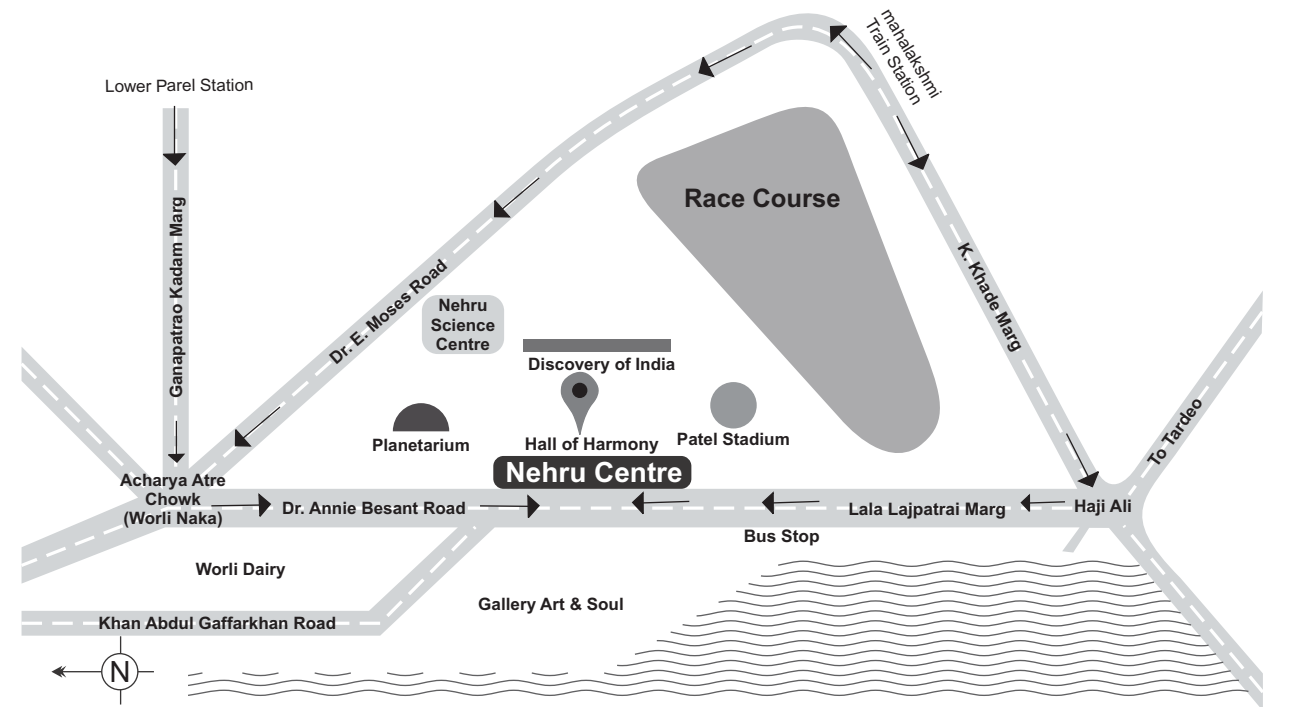 mahalakshmi
Train Station
Lower Parel Station
Ganapatrao Kadam Marg
Race Course
K. Khade Marg
Dr. E. Moses Road
Nehru
Science
Centre
Discovery of India
Planetarium
Hall of Harmony
Patel Stadium
To Tardeo
Nehru Centre
Acharya Atre
Chowk
(Worli Naka)
Dr. Annie Besant Road
Lala Lajpatrai Marg
Haji Ali
Bus Stop
Worli Dairy
Gallery Art & Soul
Khan Abdul Gaffarkhan Road
N